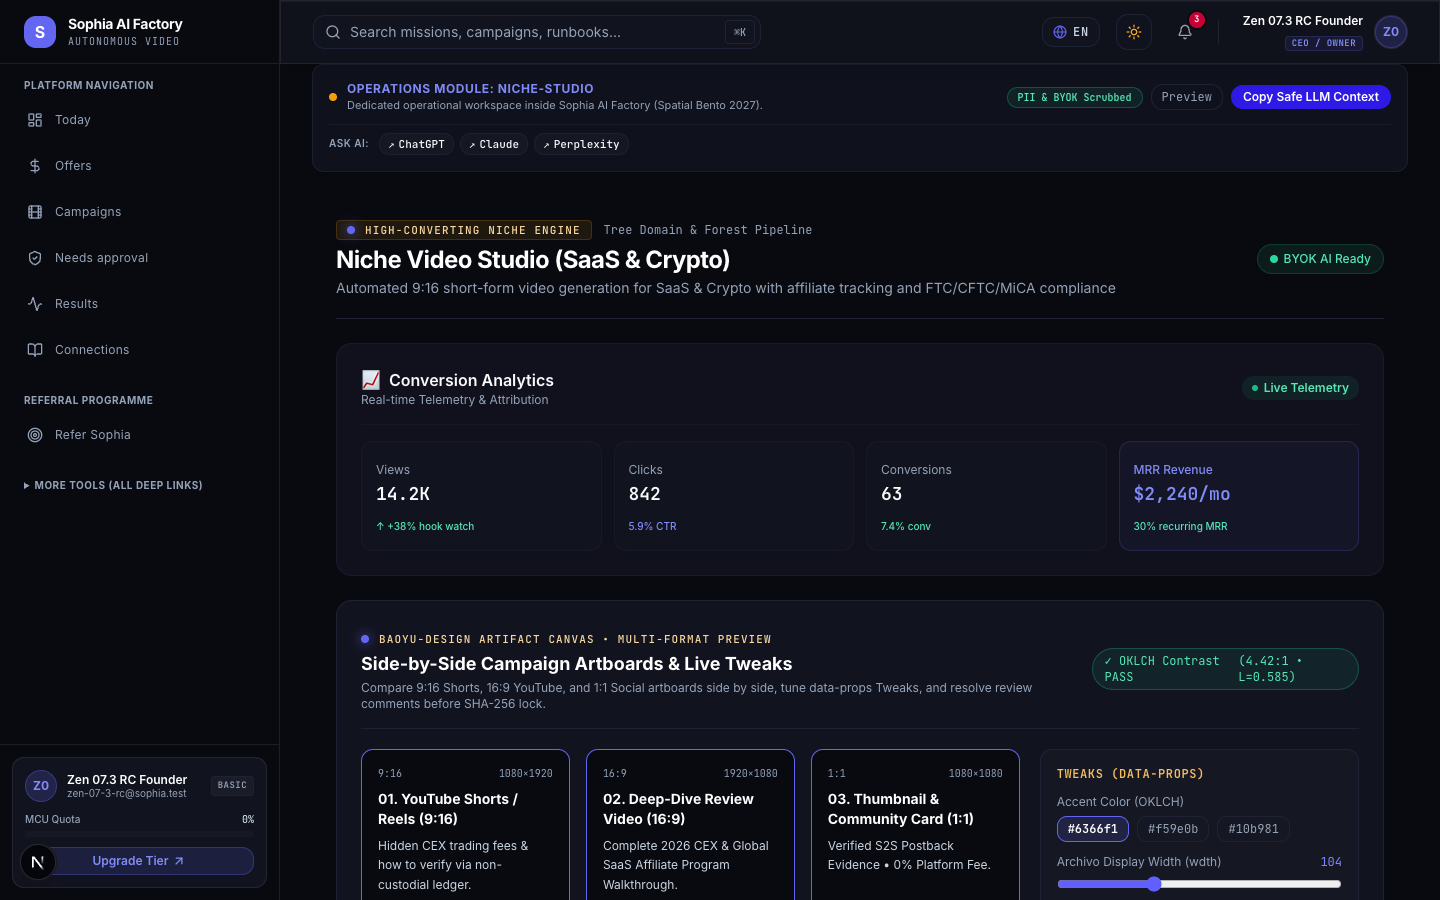 S
Sophia AI Factory
AUTONOMOUS VIDEO
Search missions, campaigns, runbooks...
⌘K
EN
3
Zen 07.3 RC Founder
CEO / OWNER
ZO
PLATFORM NAVIGATION
Today
Offers
Campaigns
Needs approval
Results
Connections
REFERRAL PROGRAMME
Refer Sophia
▸ MORE TOOLS (ALL DEEP LINKS)
ZO
Zen 07.3 RC Founder
zen-07-3-rc@sophia.test
BASIC
MCU Quota
0%
N
Upgrade Tier ↗
OPERATIONS MODULE: NICHE-STUDIO
Dedicated operational workspace inside Sophia AI Factory (Spatial Bento 2027).
PII & BYOK Scrubbed
Preview
Copy Safe LLM Context
ASK AI:
↗ ChatGPT
↗ Claude
↗ Perplexity
HIGH-CONVERTING NICHE ENGINE
Tree Domain & Forest Pipeline
Niche Video Studio (SaaS & Crypto)
Automated 9:16 short-form video generation for SaaS & Crypto with affiliate tracking and FTC/CFTC/MiCA compliance
BYOK AI Ready
📈 Conversion Analytics
Real-time Telemetry & Attribution
Live Telemetry
Views
14.2K
↑ +38% hook watch
Clicks
842
5.9% CTR
Conversions
63
7.4% conv
MRR Revenue
$2,240/mo
30% recurring MRR
BAOYU-DESIGN ARTIFACT CANVAS • MULTI-FORMAT PREVIEW
Side-by-Side Campaign Artboards & Live Tweaks
Compare 9:16 Shorts, 16:9 YouTube, and 1:1 Social artboards side by side, tune data-props Tweaks, and resolve review
comments before SHA-256 lock.
✓ OKLCH Contrast
PASS
(4.42:1 •
L=0.585)
9:16
1080×1920
01. YouTube Shorts /
Reels (9:16)
Hidden CEX trading fees &
how to verify via non-
custodial ledger.
16:9
1920×1080
02. Deep-Dive Review
Video (16:9)
Complete 2026 CEX & Global
SaaS Affiliate Program
Walkthrough.
1:1
1080×1080
03. Thumbnail &
Community Card (1:1)
Verified S2S Postback
Evidence • 0% Platform Fee.
TWEAKS (DATA-PROPS)
Accent Color (OKLCH)
#6366f1
#f59e0b
#10b981
Archivo Display Width (wdth)
104